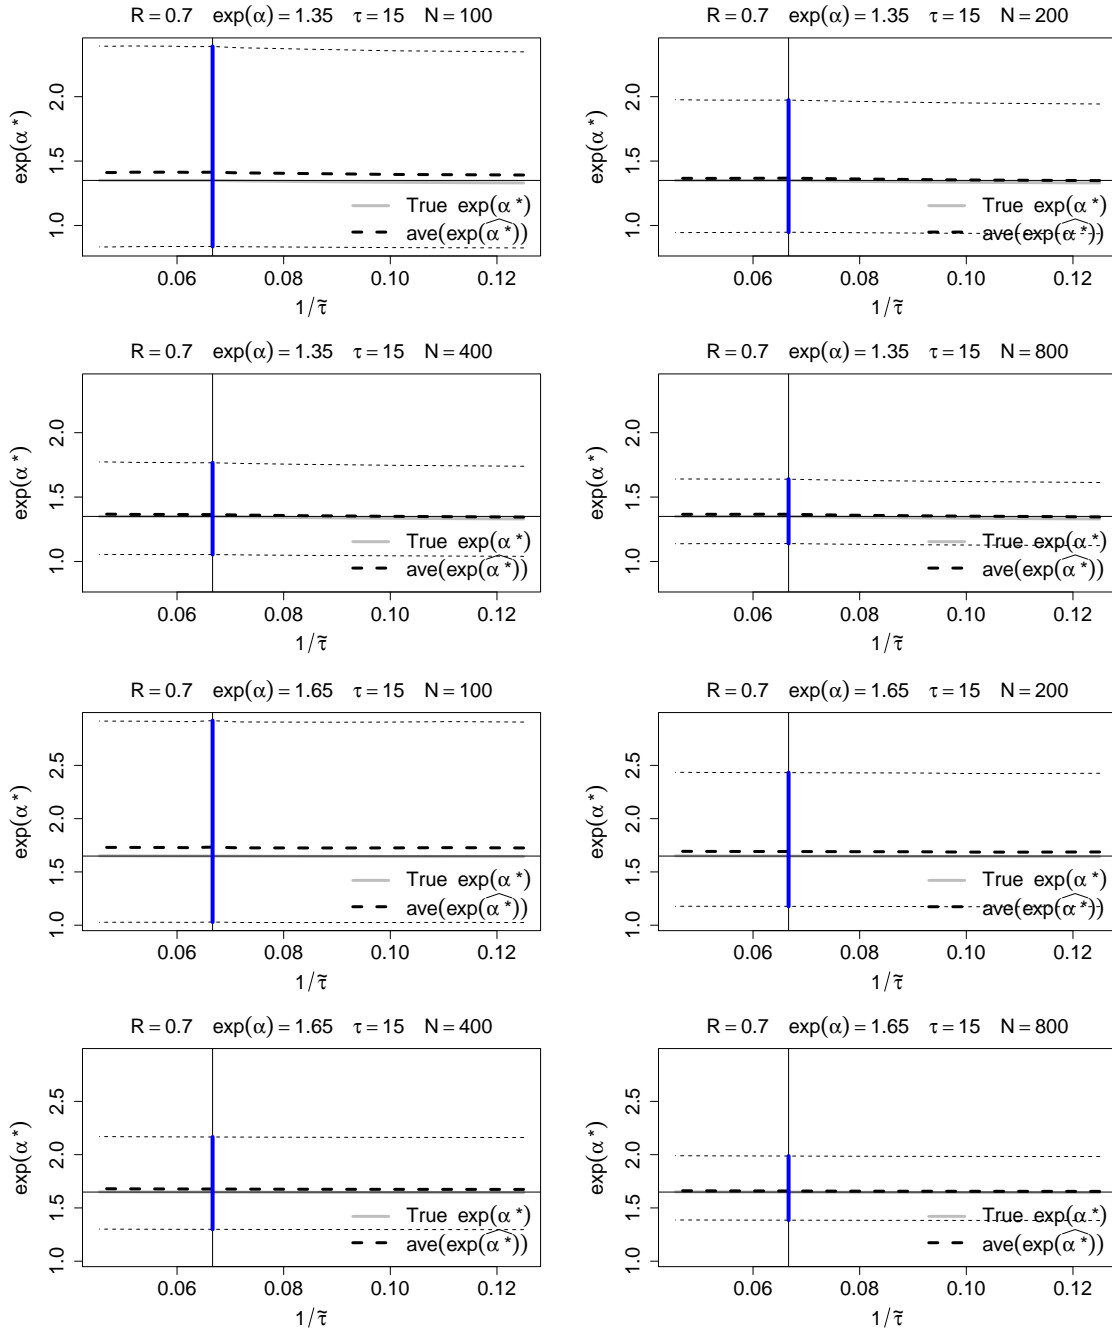 R = 0.7 exp(α) = 1.35 τ = 15 N = 100
exp(α*)
2.0
1.5
1.0
True exp(α*)
ave(exp(α̂*))
0.06 0.08 0.10 0.12
1/τ̃
R = 0.7 exp(α) = 1.35 τ = 15 N = 200
exp(α*)
2.0
1.5
1.0
True exp(α*)
ave(exp(α̂*))
0.06 0.08 0.10 0.12
1/τ̃
R = 0.7 exp(α) = 1.35 τ = 15 N = 400
exp(α*)
2.0
1.5
1.0
True exp(α*)
ave(exp(α̂*))
0.06 0.08 0.10 0.12
1/τ̃
R = 0.7 exp(α) = 1.35 τ = 15 N = 800
exp(α*)
2.0
1.5
1.0
True exp(α*)
ave(exp(α̂*))
0.06 0.08 0.10 0.12
1/τ̃
R = 0.7 exp(α) = 1.65 τ = 15 N = 100
exp(α*)
2.5
2.0
1.5
1.0
True exp(α*)
ave(exp(α̂*))
0.06 0.08 0.10 0.12
1/τ̃
R = 0.7 exp(α) = 1.65 τ = 15 N = 200
exp(α*)
2.5
2.0
1.5
1.0
True exp(α*)
ave(exp(α̂*))
0.06 0.08 0.10 0.12
1/τ̃
R = 0.7 exp(α) = 1.65 τ = 15 N = 400
exp(α*)
2.5
2.0
1.5
1.0
True exp(α*)
ave(exp(α̂*))
0.06 0.08 0.10 0.12
1/τ̃
R = 0.7 exp(α) = 1.65 τ = 15 N = 800
exp(α*)
2.5
2.0
1.5
1.0
True exp(α*)
ave(exp(α̂*))
0.06 0.08 0.10 0.12
1/τ̃